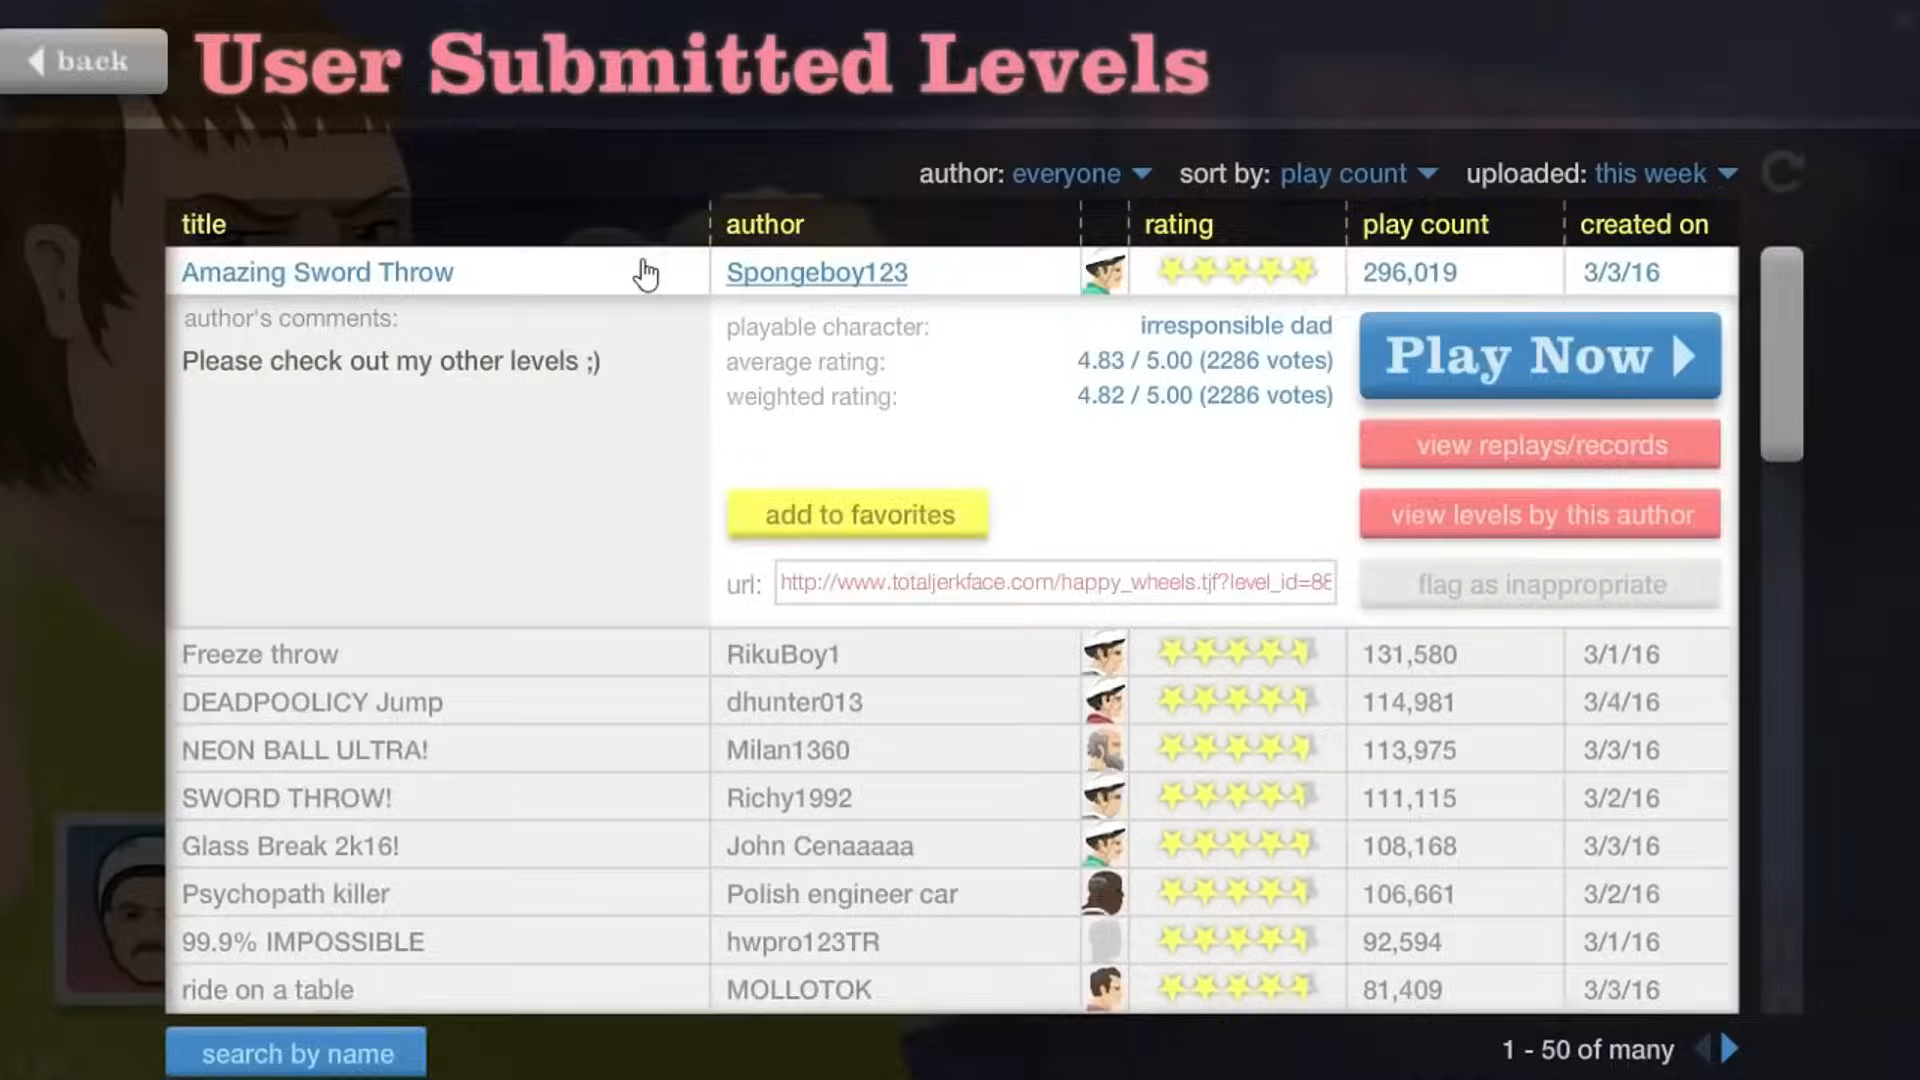 back
User Submitted Levels
author: everyone sort by: play count uploaded: this week
title author rating play count created on
Amazing Sword Throw Spongeboy123 296,019 3/3/16
author's comments:
Please check out my other levels ;)
playable character: irresponsible dad
average rating: 4.83 / 5.00 (2286 votes)
weighted rating: 4.82 / 5.00 (2286 votes)
Play Now
view replays/records
add to favorites
view levels by this author
url: http://www.totaljerkface.com/happy_wheels.tjf?level_id=88
flag as inappropriate
Freeze throw RikuBoy1 131,580 3/1/16
DEADPOOLICY Jump dhunter013 114,981 3/4/16
NEON BALL ULTRA! Milan1360 113,975 3/3/16
SWORD THROW! Richy1992 111,115 3/2/16
Glass Break 2k16! John Cenaaaaa 108,168 3/3/16
Psychopath killer Polish engineer car 106,661 3/2/16
99.9% IMPOSSIBLE hwpro123TR 92,594 3/1/16
ride on a table MOLLOTOK 81,409 3/3/16
search by name
1 - 50 of many